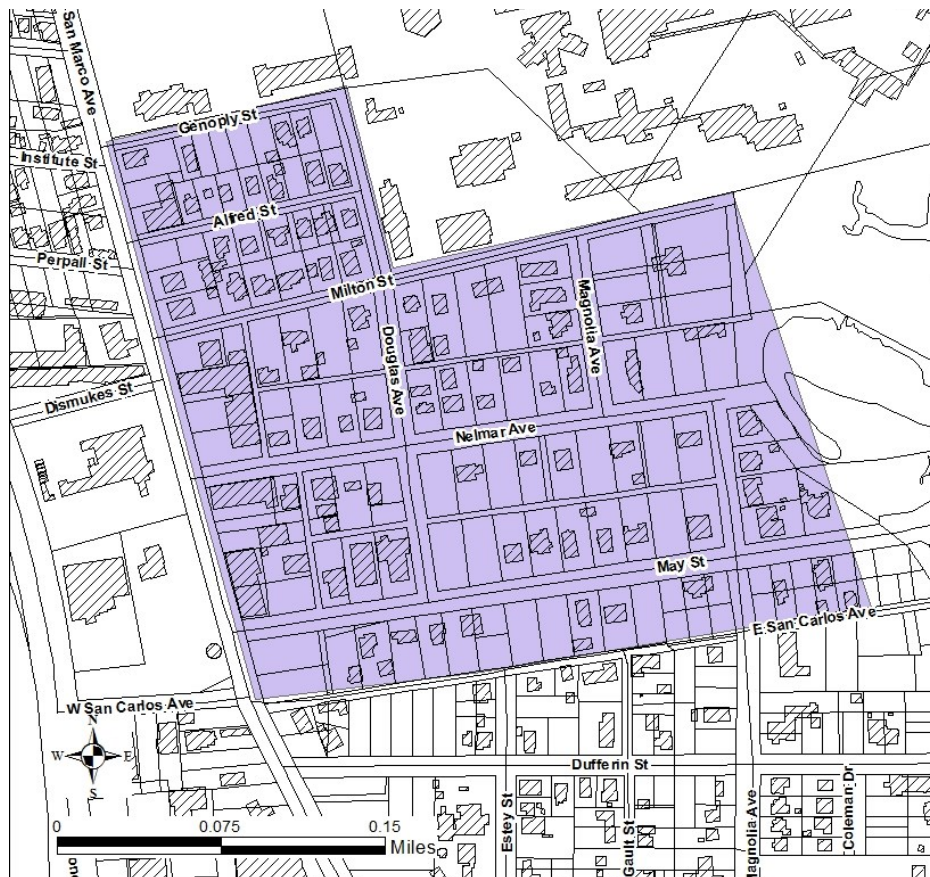 San Marco Ave
Genoply St
Institute St
Alfred St
Perpall St
Milton St
Magnolia Ave
Douglas Ave
Dismukes St
Nelmar Ave
May St
E San Carlos Ave
W San Carlos Ave
N
W E
S
Dufferin St
Estey St
Gault St
Magnolia Ave
Coleman Dr
0 0.075 0.15
Miles